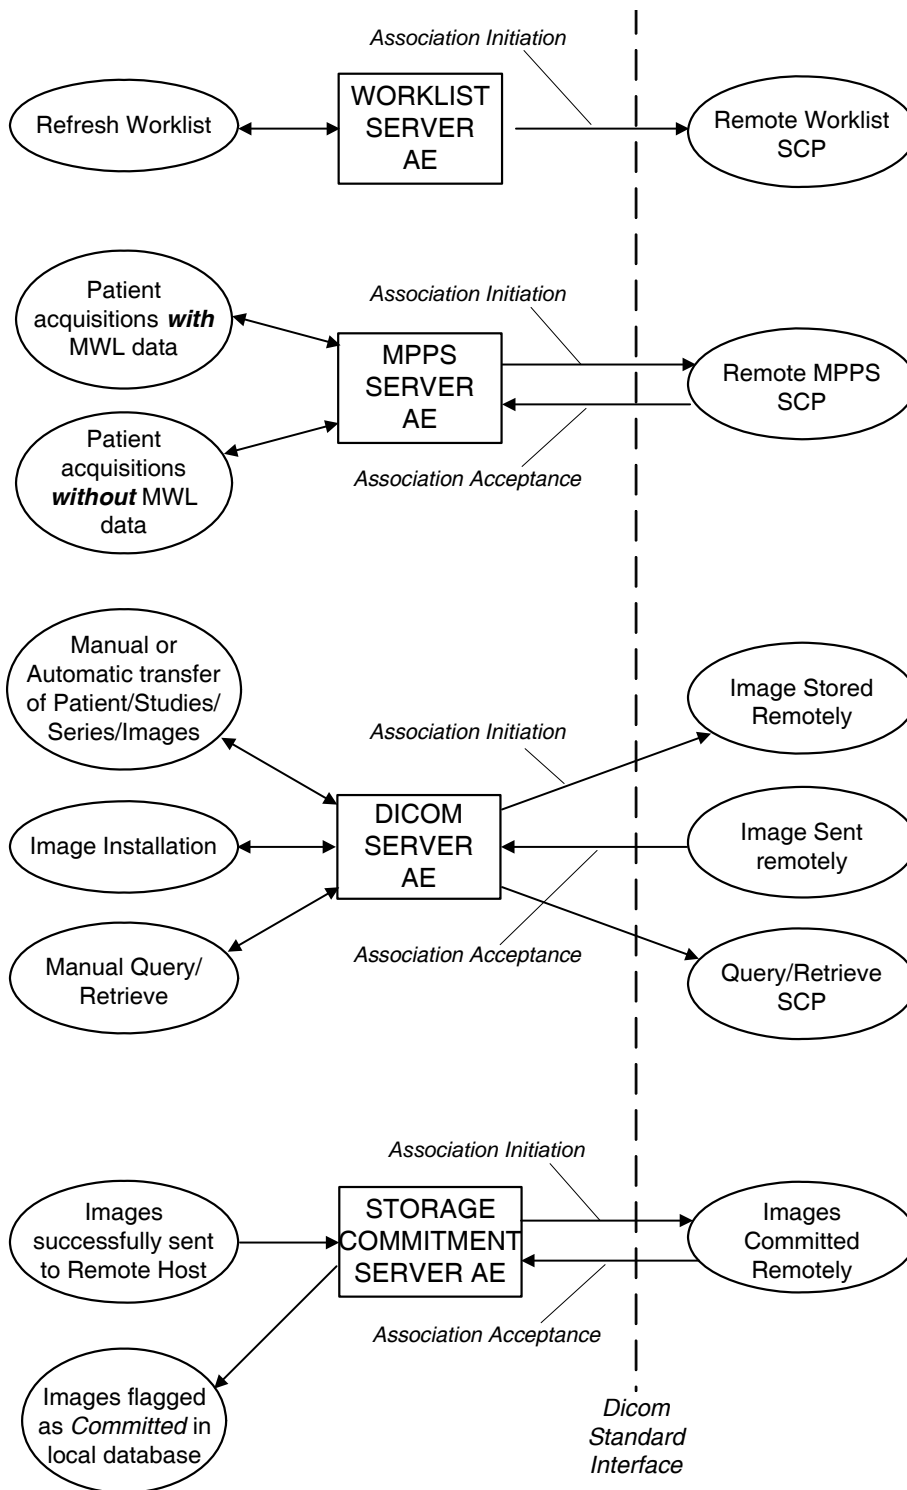 Association Initiation
Refresh Worklist
WORKLIST
SERVER
AE
Remote Worklist
SCP
Patient
acquisitions with
MWL data
Association Initiation
MPPS
SERVER
AE
Remote MPPS
SCP
Patient
acquisitions
without MWL
data
Association Acceptance
Manual or
Automatic transfer
of Patient/Studies/
Series/Images
Association Initiation
Image Stored
Remotely
Image Installation
DICOM
SERVER
AE
Image Sent
remotely
Manual Query/
Retrieve
Association Acceptance
Query/Retrieve
SCP
Association Initiation
Images
successfully sent
to Remote Host
STORAGE
COMMITMENT
SERVER AE
Images
Committed
Remotely
Association Acceptance
Images flagged
as Committed in
local database
Dicom
Standard
Interface